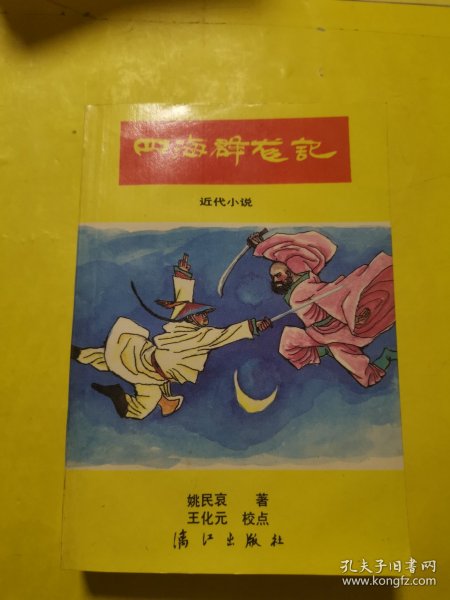 四海群龙記
近代小说
姚民哀 著
王化元 校点
漓江出版社
孔夫子旧书网
www.kongfz.com